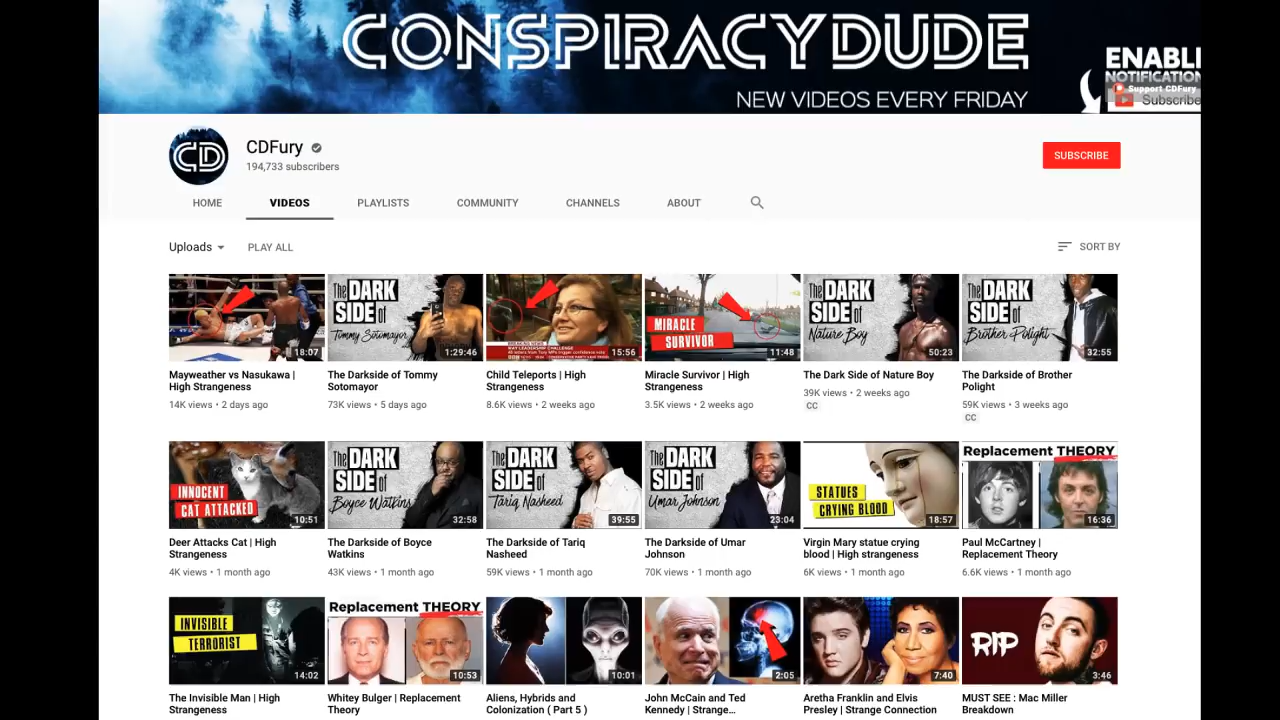 CONSPIRACYDUDE
NEW VIDEOS EVERY FRIDAY
ENABLE
NOTIFICATION
Support CDFury
Subscribe
CD
CDFury
194,733 subscribers
SUBSCRIBE
HOME
VIDEOS
PLAYLISTS
COMMUNITY
CHANNELS
ABOUT
Uploads
PLAY ALL
SORT BY
18:07
The DARK SIDE of Tommy Sotomayor
1:29:46
15:56
MIRACLE
SURVIVOR
11:48
The DARK SIDE of Nature Boy
50:23
The DARK SIDE of Brother Polight
32:55
Mayweather vs Nasukawa |
High Strangeness
14K views • 2 days ago
The Darkside of Tommy
Sotomayor
73K views • 5 days ago
Child Teleports | High
Strangeness
8.6K views • 2 weeks ago
Miracle Survivor | High
Strangeness
3.5K views • 2 weeks ago
The Dark Side of Nature Boy
39K views • 2 weeks ago
CC
The Darkside of Brother
Polight
59K views • 3 weeks ago
CC
INNOCENT
CAT ATTACKED
10:51
The DARK SIDE of Boyce Watkins
32:58
The DARK SIDE of Tariq Nasheed
39:55
The DARK SIDE of Umar Johnson
23:04
STATUES
CRYING BLOOD
18:57
Replacement THEORY
16:36
Deer Attacks Cat | High
Strangeness
4K views • 1 month ago
The Darkside of Boyce
Watkins
43K views • 1 month ago
The Darkside of Tariq
Nasheed
59K views • 1 month ago
The Darkside of Umar
Johnson
70K views • 1 month ago
Virgin Mary statue crying
blood | High strangeness
6K views • 1 month ago
Paul McCartney |
Replacement Theory
6.6K views • 1 month ago
INVISIBLE
TERRORIST
14:02
Replacement THEORY
10:53
10:01
2:05
7:40
RIP
3:46
The Invisible Man | High
Strangeness
Whitey Bulger | Replacement
Theory
Aliens, Hybrids and
Colonization ( Part 5 )
John McCain and Ted
Kennedy | Strange...
Aretha Franklin and Elvis
Presley | Strange Connection
MUST SEE : Mac Miller
Breakdown